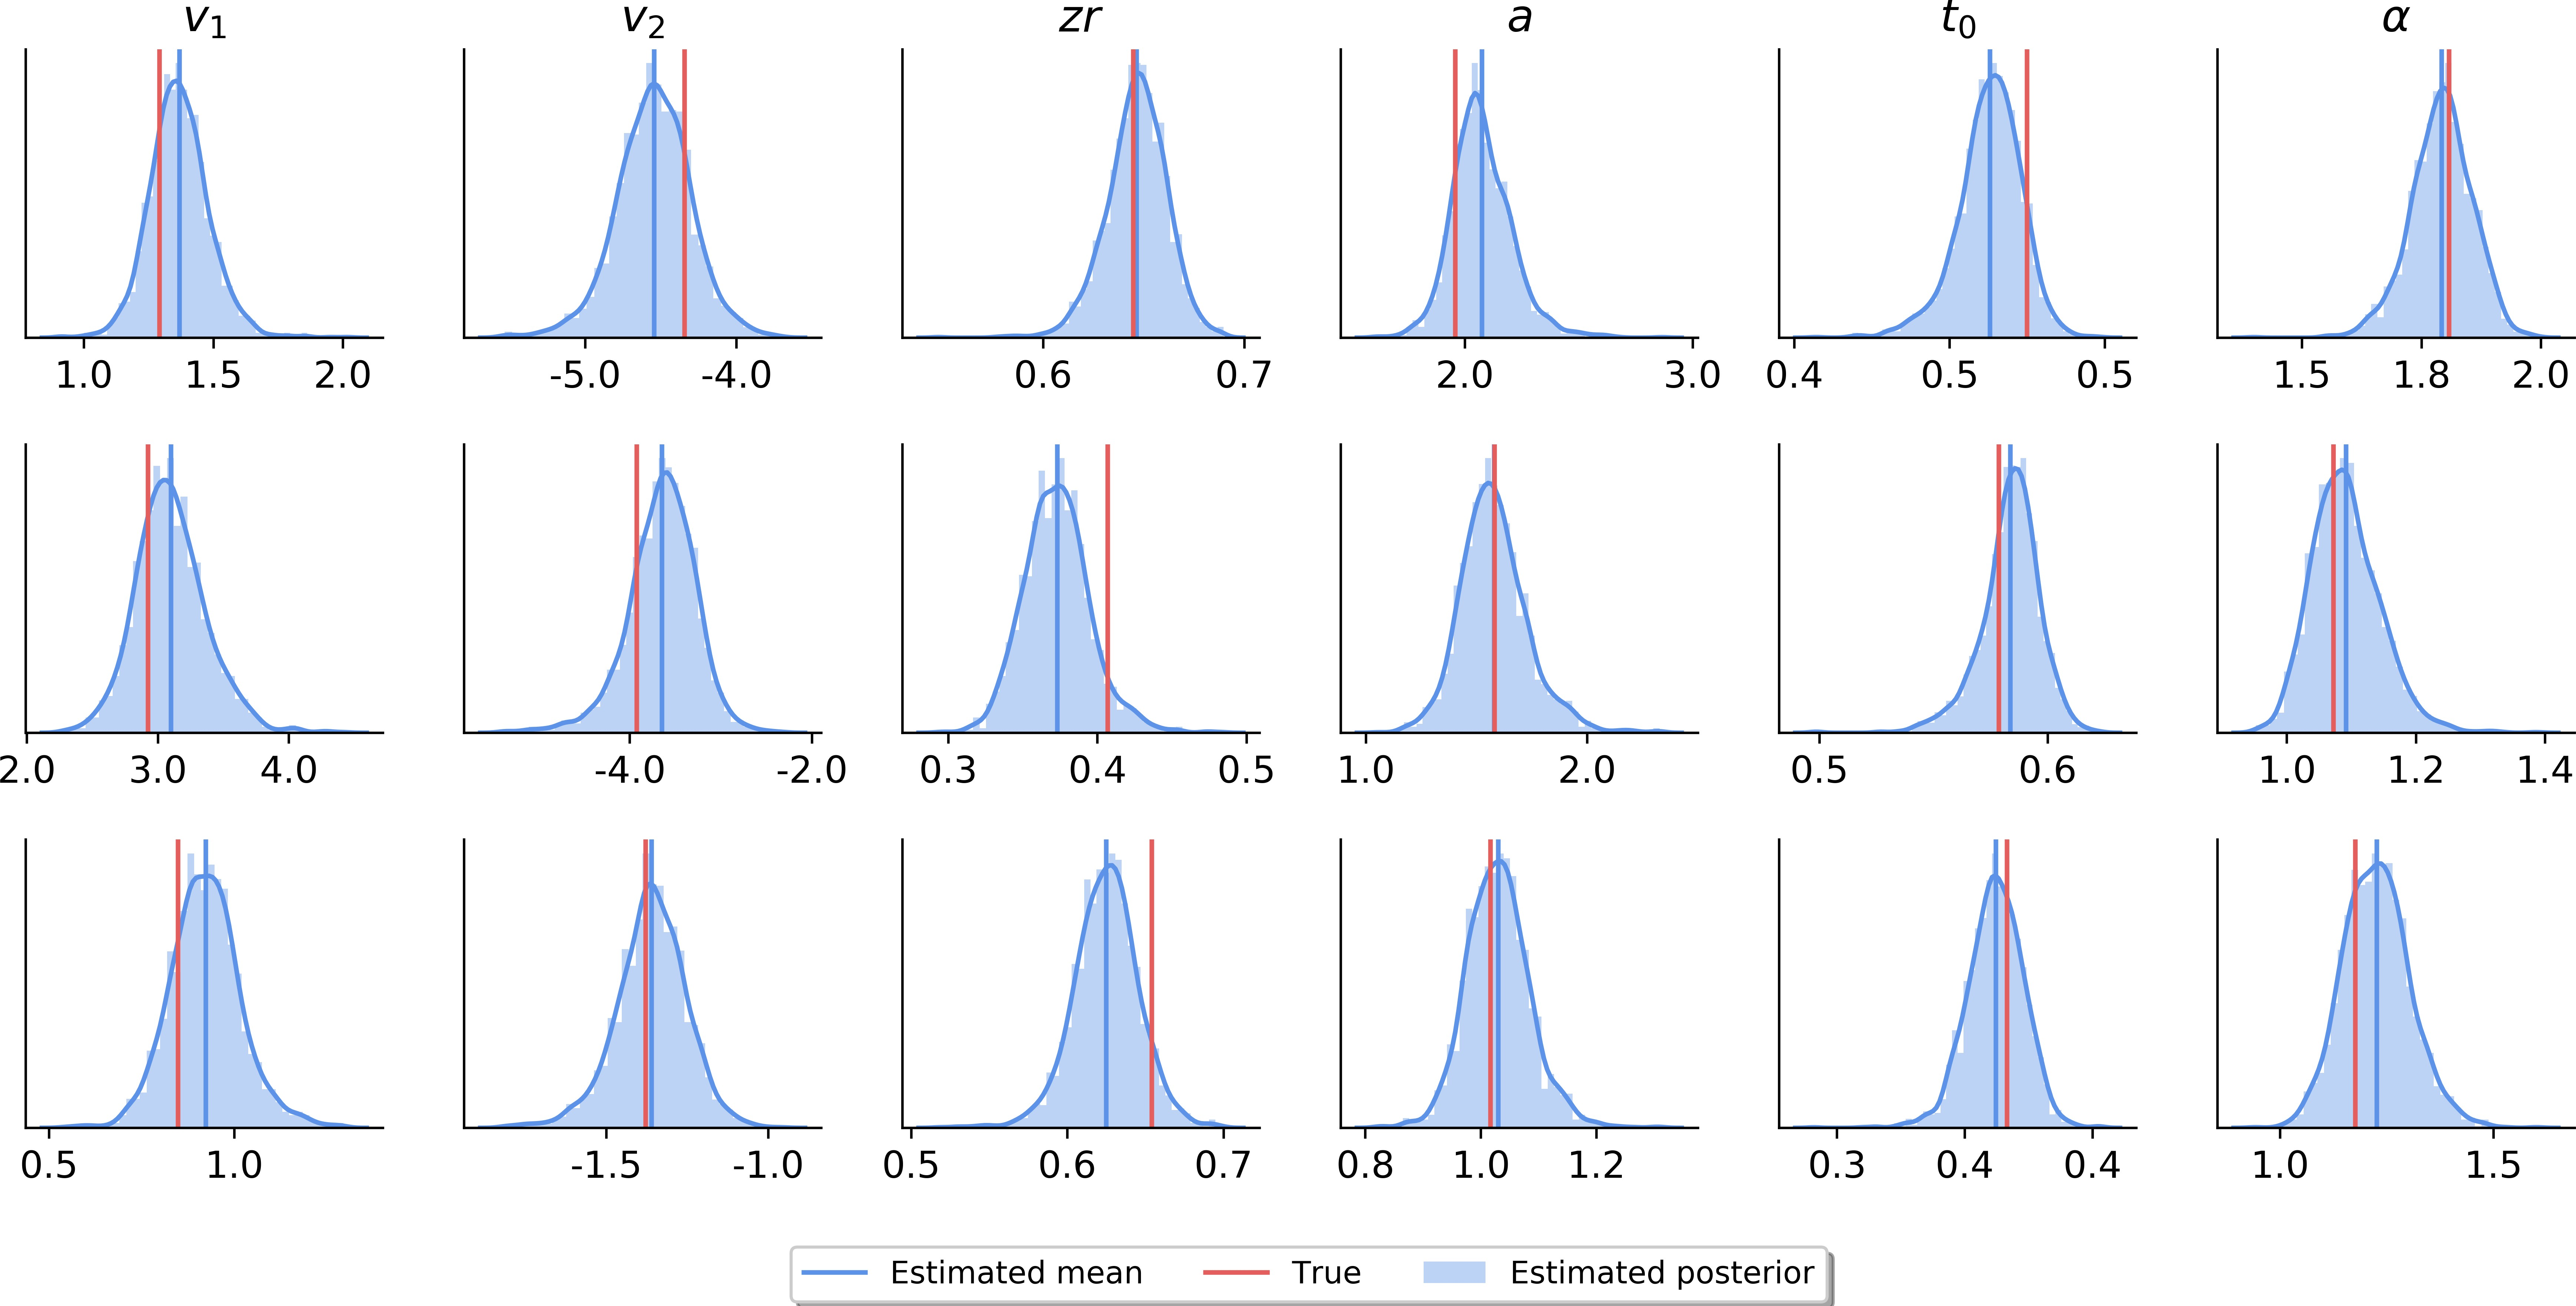 v₁ v₂ zr a t₀ α
1.0 1.5 2.0 -5.0 -4.0 0.6 0.7 2.0 3.0 0.4 0.5 0.5 1.5 1.8 2.0
2.0 3.0 4.0 -4.0 -2.0 0.3 0.4 0.5 1.0 2.0 0.5 0.6 1.0 1.2 1.4
0.5 1.0 -1.5 -1.0 0.5 0.6 0.7 0.8 1.0 1.2 0.3 0.4 0.4 1.0 1.5
Estimated mean True Estimated posterior